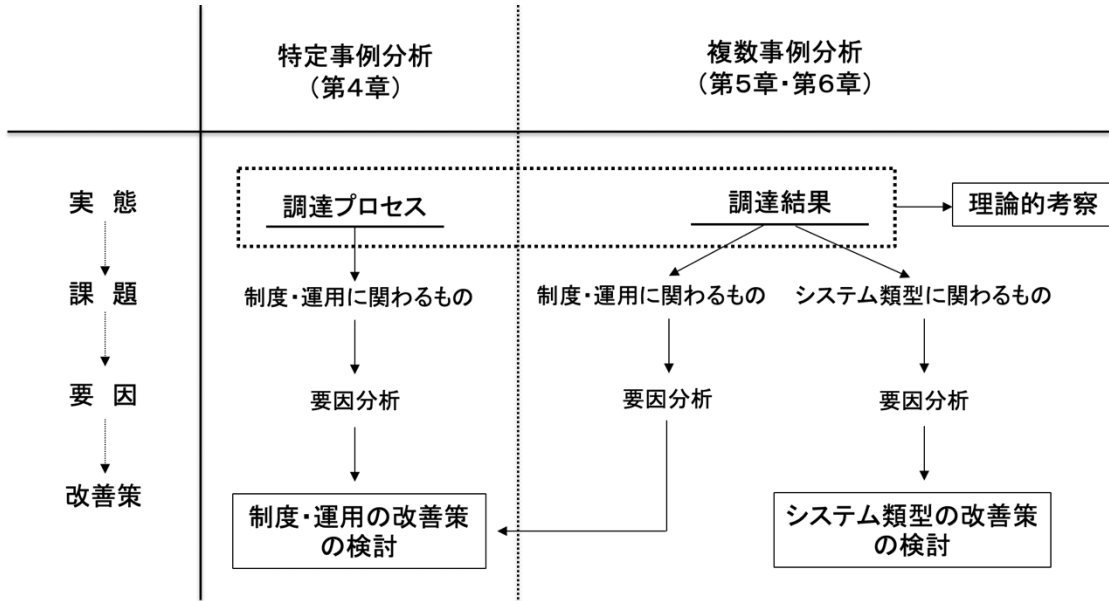 特定事例分析
（第4章）
複数事例分析
（第5章・第6章）
実　態
調達プロセス
調達結果
理論的考察
課　題
制度・運用に関わるもの
制度・運用に関わるもの
システム類型に関わるもの
要　因
要因分析
要因分析
要因分析
改善策
制度・運用の改善策
の検討
システム類型の改善策
の検討